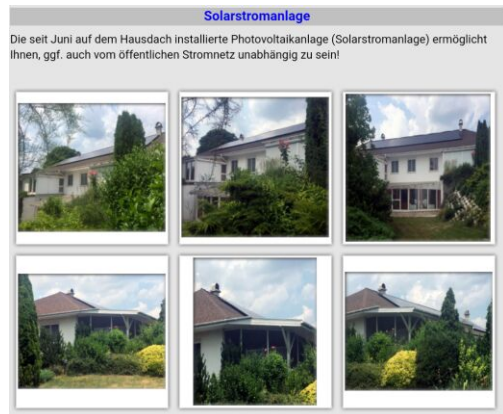 Solarstromanlage
Die seit Juni auf dem Hausdach installierte Photovoltaikanlage (Solarstromanlage) ermöglicht
Ihnen, ggf. auch vom öffentlichen Stromnetz unabhängig zu sein!